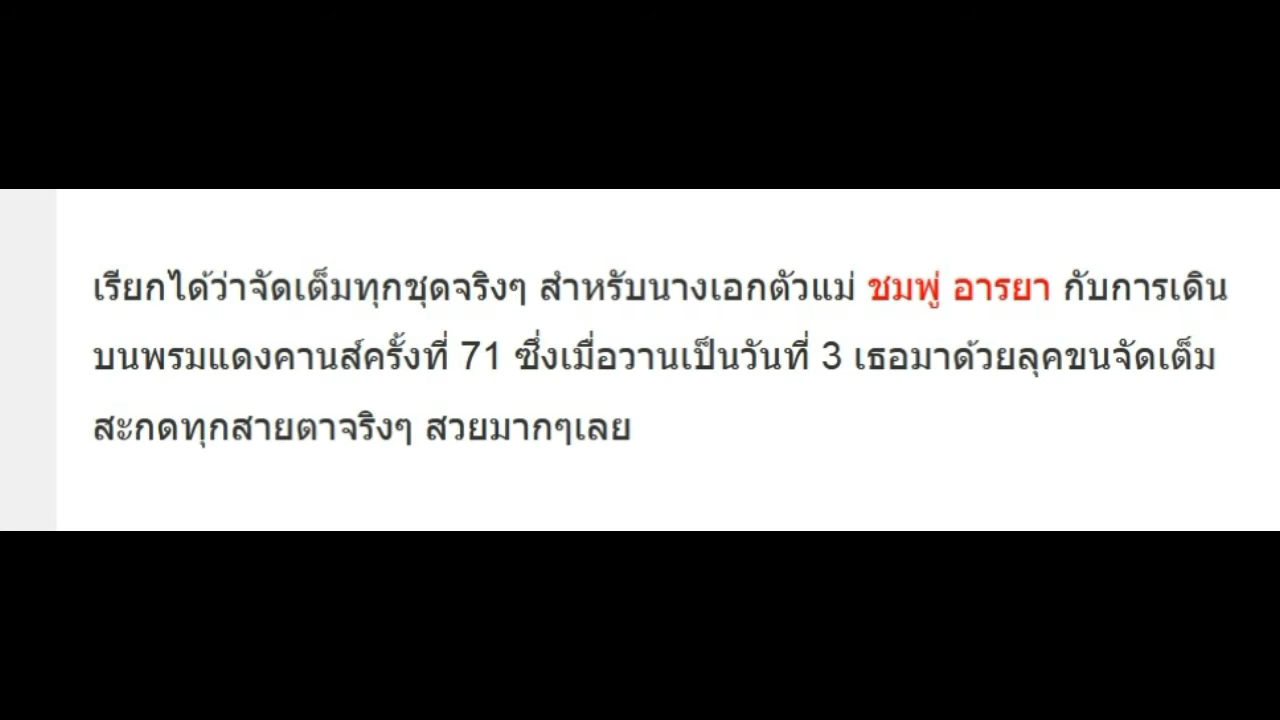 เรียกได้ว่าจัดเต็มทุกชุดจริงๆ สำหรับนางเอกตัวแม่ ชมพู่ อารยา กับการเดิน
บนพรมแดงคานส์ครั้งที่ 71 ซึ่งเมื่อวานเป็นวันที่ 3 เธอมาด้วยลุคขนจัดเต็ม
สะกดทุกสายตาจริงๆ สวยมากๆเลย